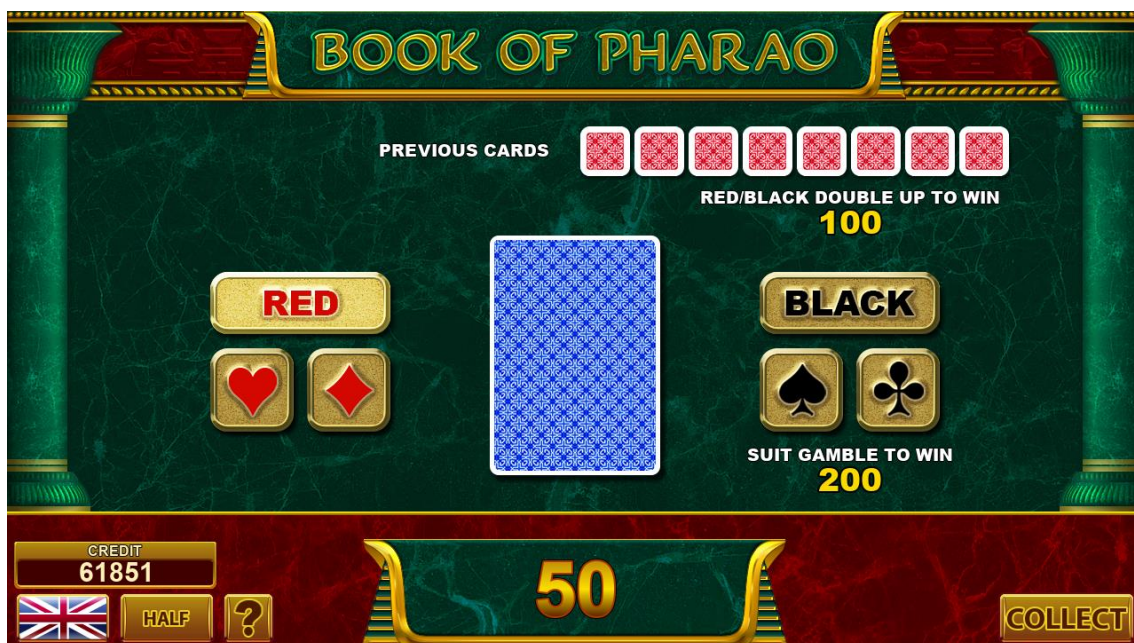 BOOK OF PHARAO
PREVIOUS CARDS
RED/BLACK DOUBLE UP TO WIN
100
RED
BLACK
SUIT GAMBLE TO WIN
200
CREDIT
61851
50
HALF
?
COLLECT